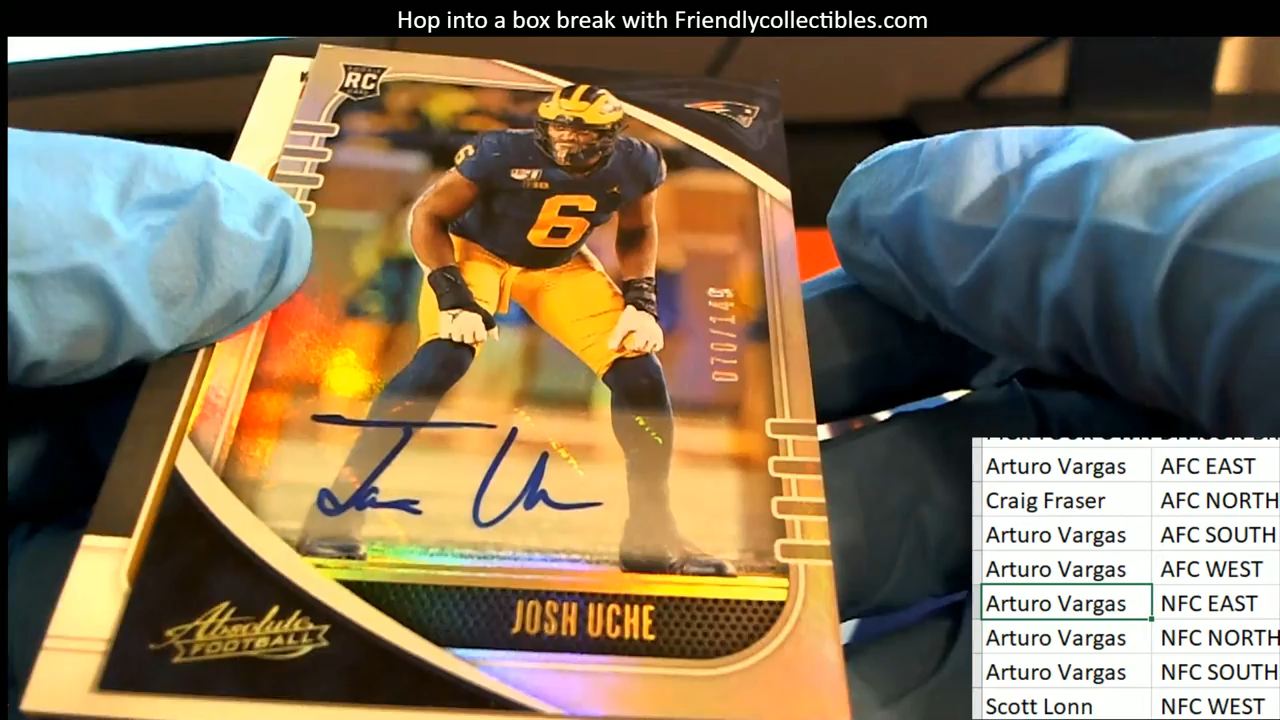 Hop into a box break with Friendlycollectibles.com
RC
6
6
070/149
JOSH UCHE
Absolute
FOOTBALL
Arturo Vargas AFC EAST
Craig Fraser AFC NORTH
Arturo Vargas AFC SOUTH
Arturo Vargas AFC WEST
Arturo Vargas NFC EAST
Arturo Vargas NFC NORTH
Arturo Vargas NFC SOUTH
Scott Lonn NFC WEST